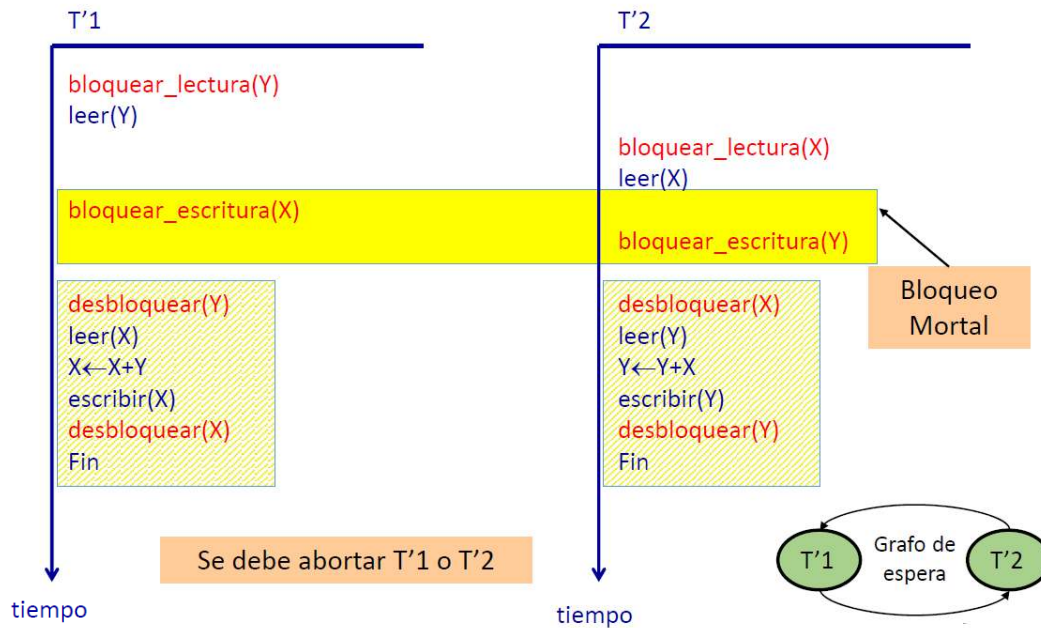 T'1
bloquear_lectura(Y)
leer(Y)
bloquear_escritura(X)
desbloquear(Y)
leer(X)
X←X+Y
escribir(X)
desbloquear(X)
Fin
tiempo
T'2
bloquear_lectura(X)
leer(X)
bloquear_escritura(Y)
desbloquear(X)
leer(Y)
Y←Y+X
escribir(Y)
desbloquear(Y)
Fin
tiempo
Bloqueo
Mortal
Se debe abortar T'1 o T'2
T'1
Grafo de
espera
T'2